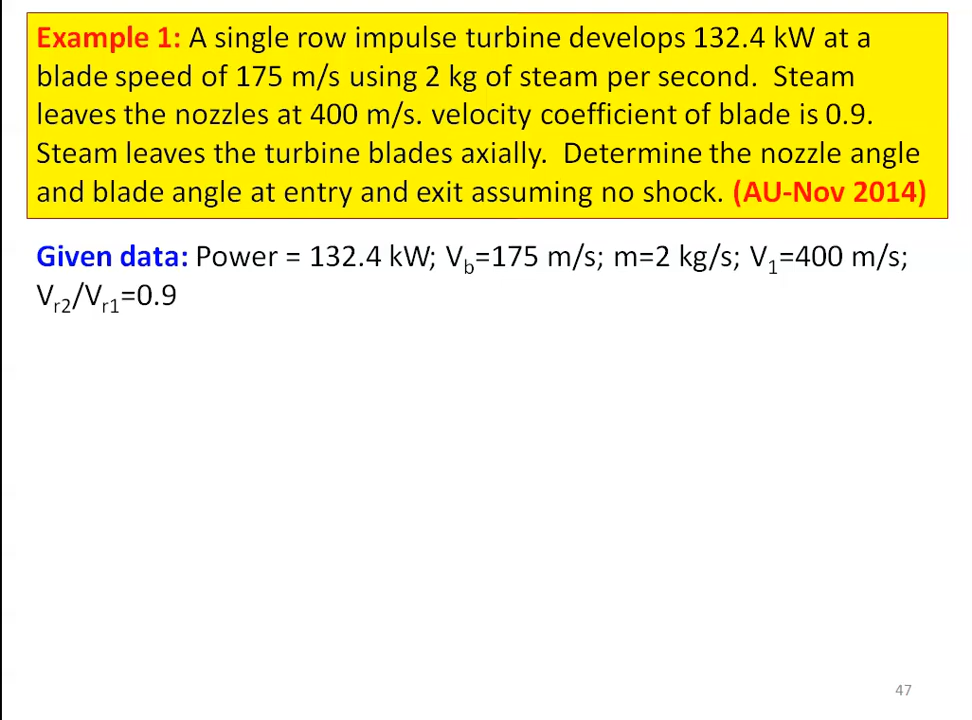 Example 1: A single row impulse turbine develops 132.4 kW at a
blade speed of 175 m/s using 2 kg of steam per second. Steam
leaves the nozzles at 400 m/s. velocity coefficient of blade is 0.9.
Steam leaves the turbine blades axially. Determine the nozzle angle
and blade angle at entry and exit assuming no shock. (AU-Nov 2014)
Given data: Power = 132.4 kW; Vb=175 m/s; m=2 kg/s; V1=400 m/s;
Vr2/Vr1=0.9
47